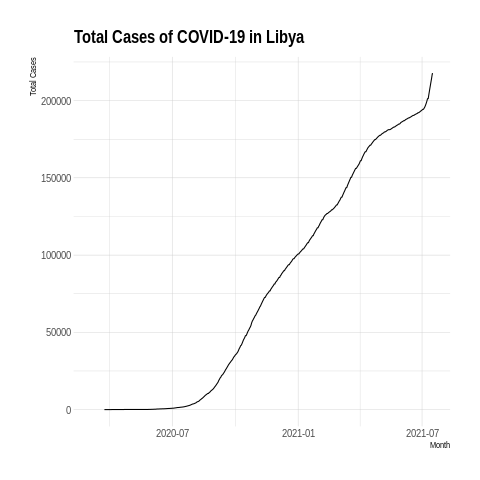 Total Cases of COVID-19 in Libya
Total Cases
200000
150000
100000
50000
0
2020-07 2021-01 2021-07
Month